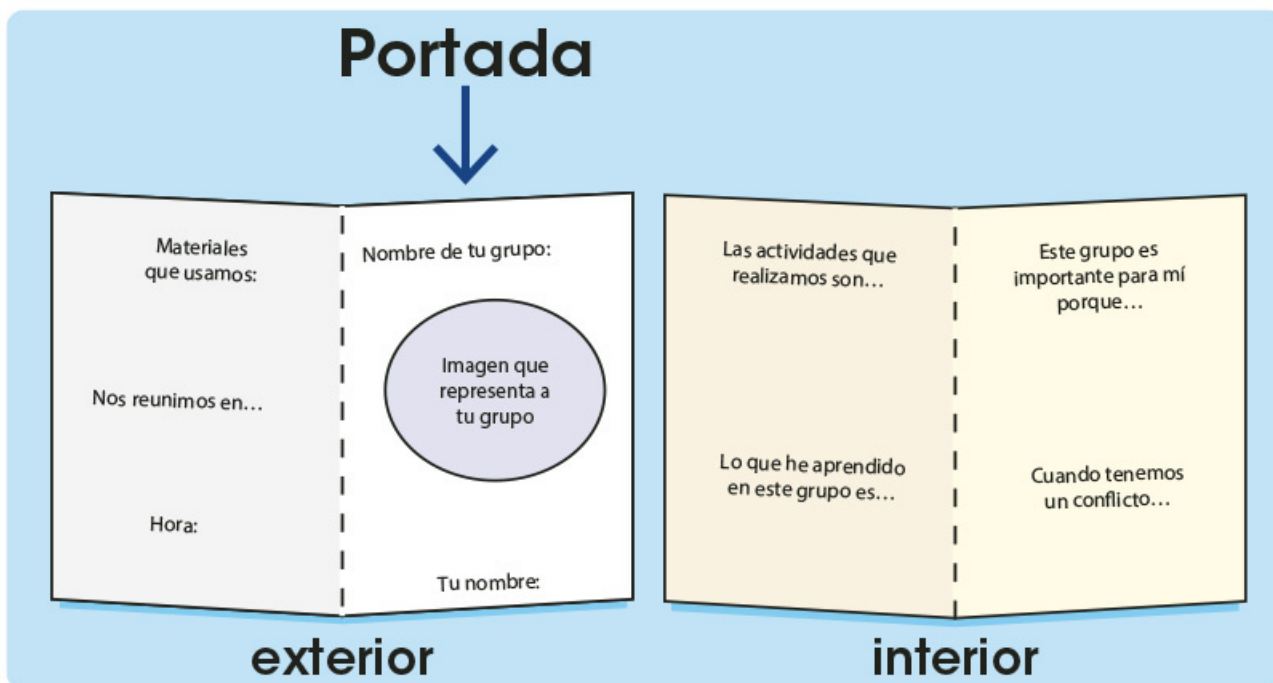 Portada
Materiales
que usamos:
Nos reunimos en...
Hora:
Nombre de tu grupo:
Imagen que
representa a
tu grupo
Tu nombre:
exterior
Las actividades que
realizamos son...
Lo que he aprendido
en este grupo es...
Este grupo es
importante para mí
porque...
Cuando tenemos
un conflicto...
interior